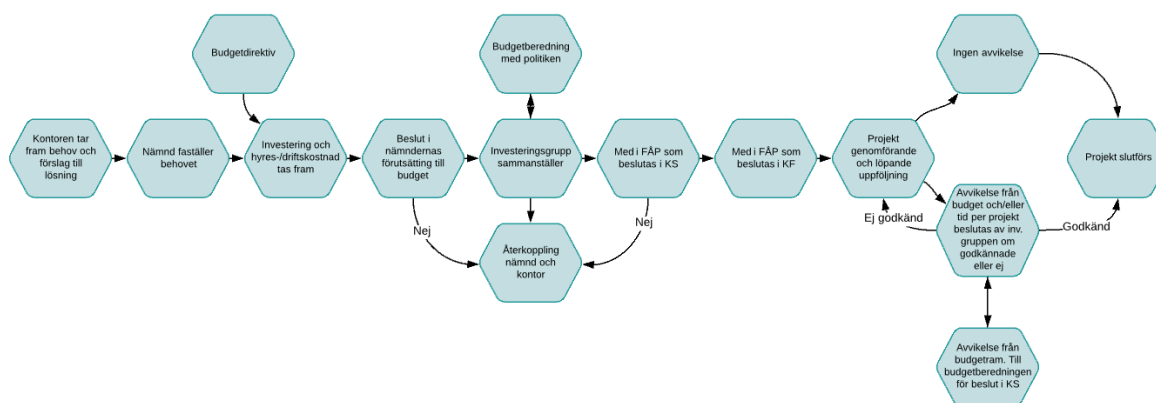 Budgetdirektiv
Budgetberedning
med politiken
Ingen avvikelse
Kontoren tar
fram behov och
förslag till
lösning
Nämnd faställer
behovet
Investering och
hyres-/driftskostnad
tas fram
Beslut i
nämndernas
förutsätting till
budget
Investeringsgrupp
sammanställer
Med i FÅP som
beslutas i KS
Med i FÅP som
beslutas i KF
Projekt
genomförande
och löpande
uppföljning
Projekt slutförs
Nej
Nej
Ej godkänd
Avvikelse från
budget och/eller
tid per projekt
beslutas av inv.
gruppen om
godkännade
eller ej
Godkänd
Återkoppling
nämnd och
kontor
Avvikelse från
budgetram. Till
budgetberedningen
för beslut i KS